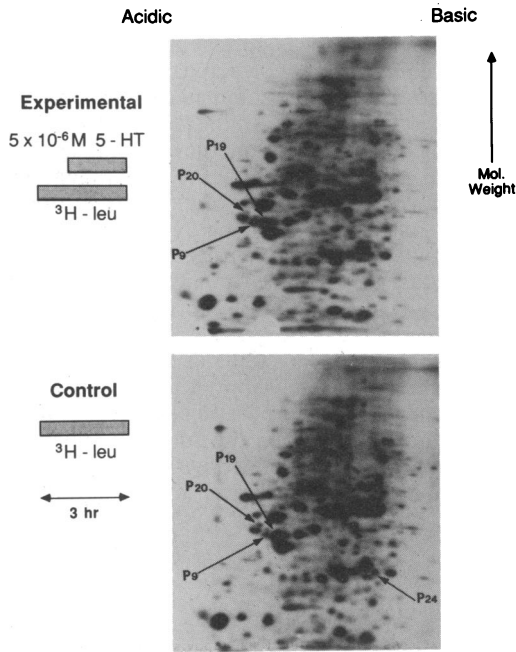 Acidic
Basic
Experimental
5 x 10⁻⁶ M 5 - HT
³H - leu
P19
P20
P9
Mol.
Weight
Control
³H - leu
3 hr
P19
P20
P9
P24